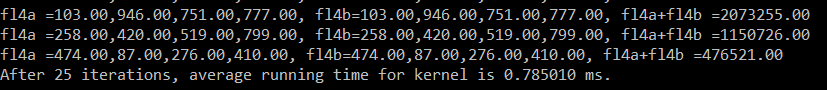 fl4a =103.00,946.00,751.00,777.00, fl4b=103.00,946.00,751.00,777.00, fl4a+fl4b =2073255.00
fl4a =258.00,420.00,519.00,799.00, fl4b=258.00,420.00,519.00,799.00, fl4a+fl4b =1150726.00
fl4a =474.00,87.00,276.00,410.00, fl4b=474.00,87.00,276.00,410.00, fl4a+fl4b =476521.00
After 25 iterations, average running time for kernel is 0.785010 ms.